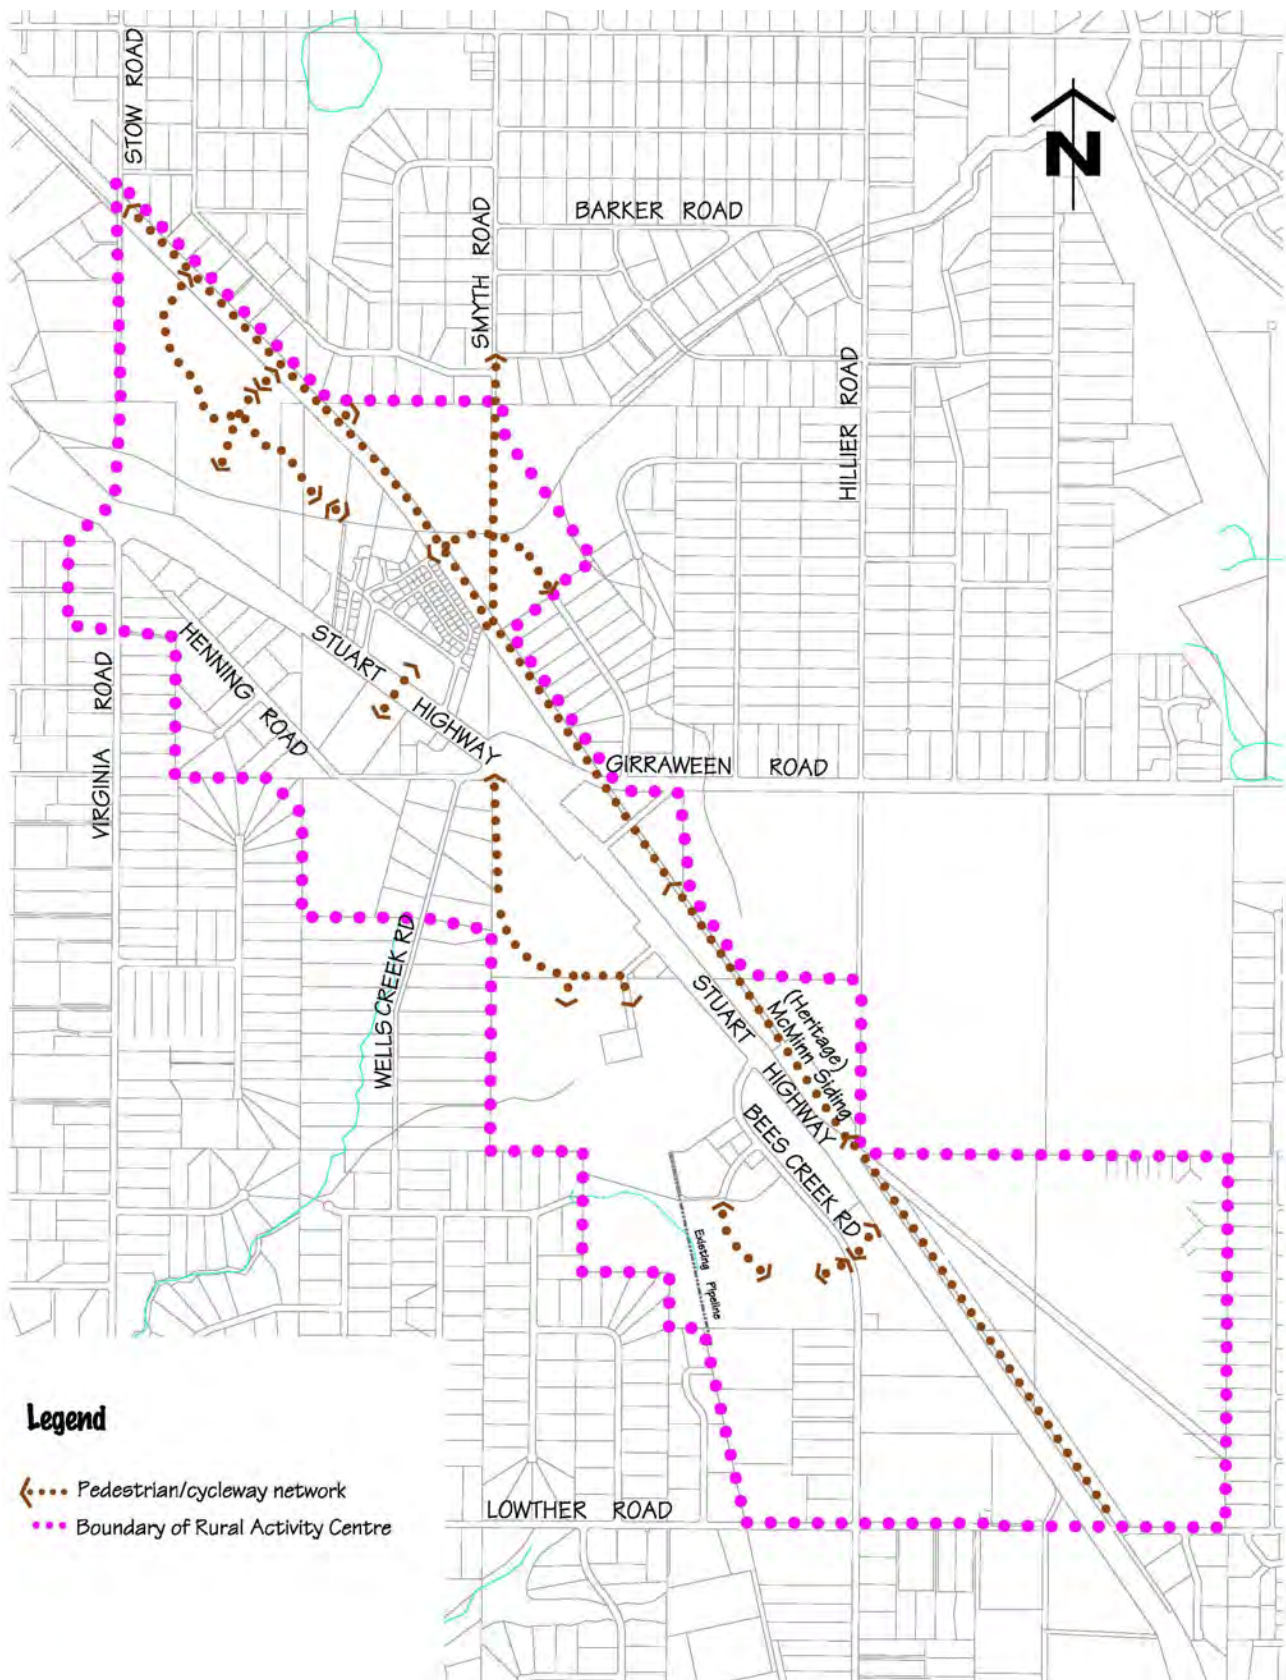 STOW ROAD
N
BARKER ROAD
SMYTH ROAD
HILLIER ROAD
STUART HIGHWAY
HENNING ROAD
VIRGINIA ROAD
GIRRAWEEN ROAD
WELLS CREEK RD
STUART HIGHWAY
(Heritage)
McMinn Siding
BEES CREEK RD
Existing Pipeline
LOWTHER ROAD
Legend
Pedestrian/cycleway network
Boundary of Rural Activity Centre